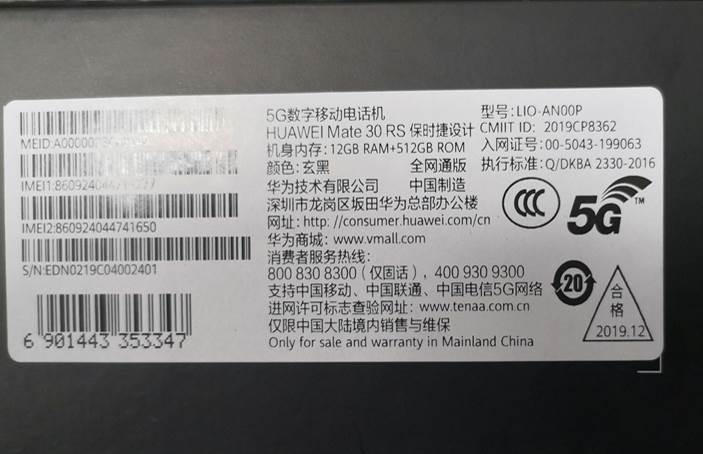 MEID:A00000
IMEI1:860924044
IMEI2:860924044741650
S/N:EDN0219C04002401
6 901443 353347
5G数字移动电话机
HUAWEI Mate 30 RS 保时捷设计
机身内存: 12GB RAM+512GB ROM
颜色: 玄黑 全网通版
华为技术有限公司 中国制造
深圳市龙岗区坂田华为总部办公楼
网址: http://consumer.huawei.com/cn
华为商城: www.vmall.com
消费者服务热线:
800 830 8300 (仅固话) , 400 930 9300
支持中国移动、中国联通、中国电信5G网络
进网许可标志查验网址: www.tenaa.com.cn
仅限中国大陆境内销售与维保
Only for sale and warranty in Mainland China
型号: LIO-AN00P
CMIIT ID: 2019CP8362
入网证号: 00-5043-199063
执行标准: Q/DKBA 2330-2016
CCC
5G
TM
20
合
格
2019.12